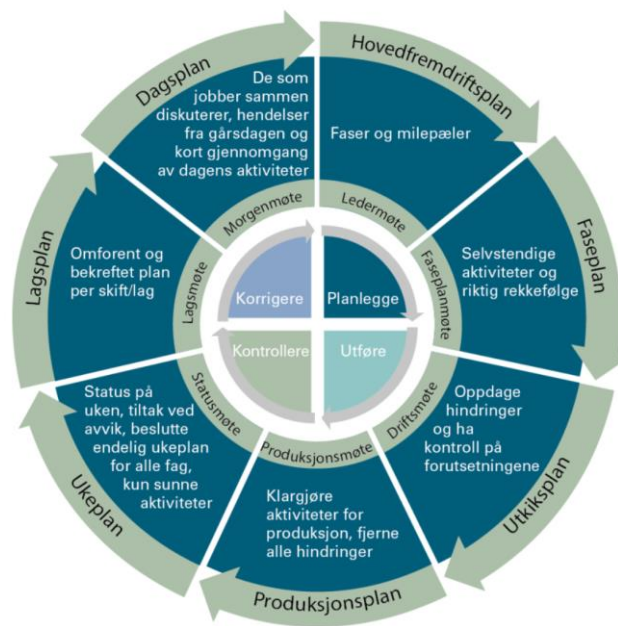 Hovedfremdriftsplan
Faser og milepæler
Ledermøte
Faseplan
Selvstendige
aktiviteter og
riktig rekkefølge
Faseplanmøte
Utkiksplan
Oppdage
hindringer
og ha
kontroll på
forutsetningene
Driftsmøte
Produksjonsplan
Klargjøre
aktiviteter for
produksjon, fjerne
alle hindringer
Produksjonsmøte
Ukeplan
Status på
uken, tiltak ved
avvik, beslutte
endelig ukeplan
for alle fag,
kun sunne
aktiviteter
Statusmøte
Lagsplan
Omforent og
bekreftet plan
per skift/lag
Lagsmøte
Dagsplan
De som
jobber sammen
diskuterer, hendelser
fra gårsdagen og
kort gjennomgang
av dagens aktiviteter
Morgenmøte
Korrigere
Planlegge
Kontrollere
Utføre